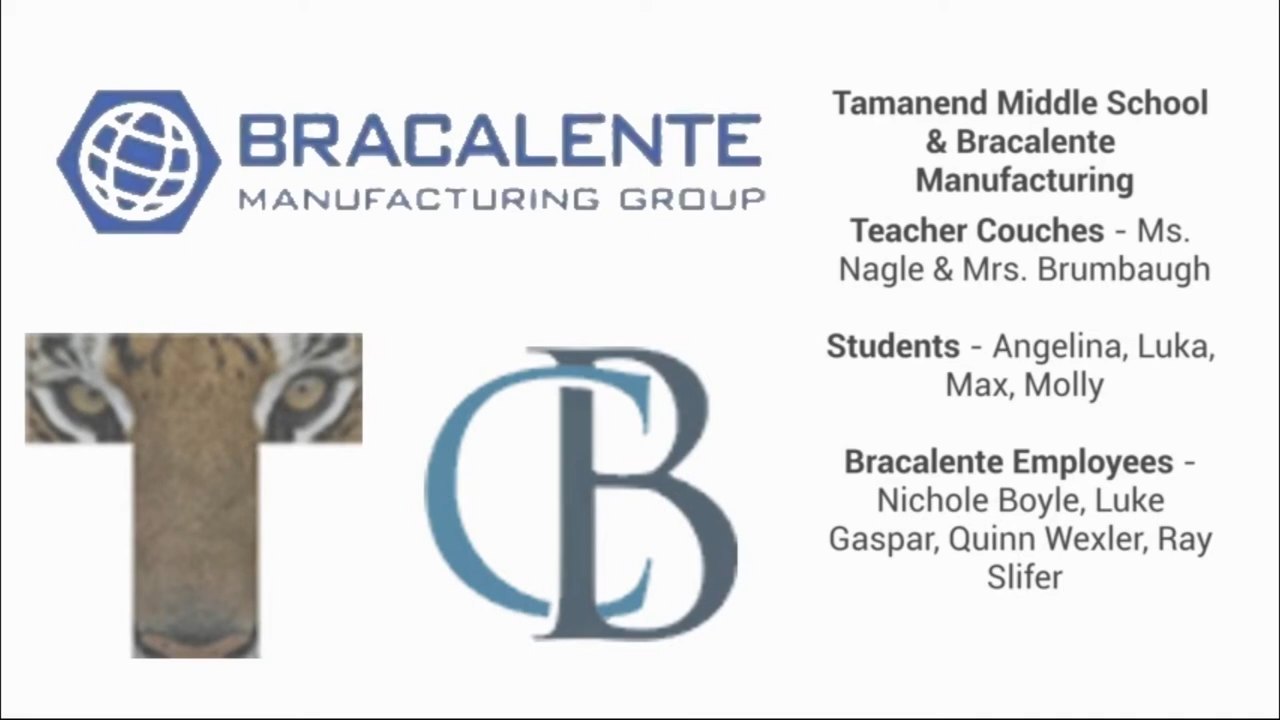 BRACALENTE
MANUFACTURING GROUP
Tamanend Middle School
& Bracalente
Manufacturing
Teacher Couches - Ms.
Nagle & Mrs. Brumbaugh
Students - Angelina, Luka,
Max, Molly
Bracalente Employees -
Nichole Boyle, Luke
Gaspar, Quinn Wexler, Ray
Slifer
T
CB